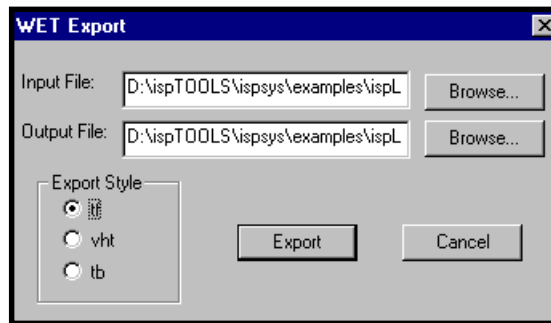 WET Export
Input File: D:\ispTOOLS\ispsys\examples\ispL Browse...
Output File: D:\ispTOOLS\ispsys\examples\ispL Browse...
Export Style
tf
vht
tb
Export Cancel